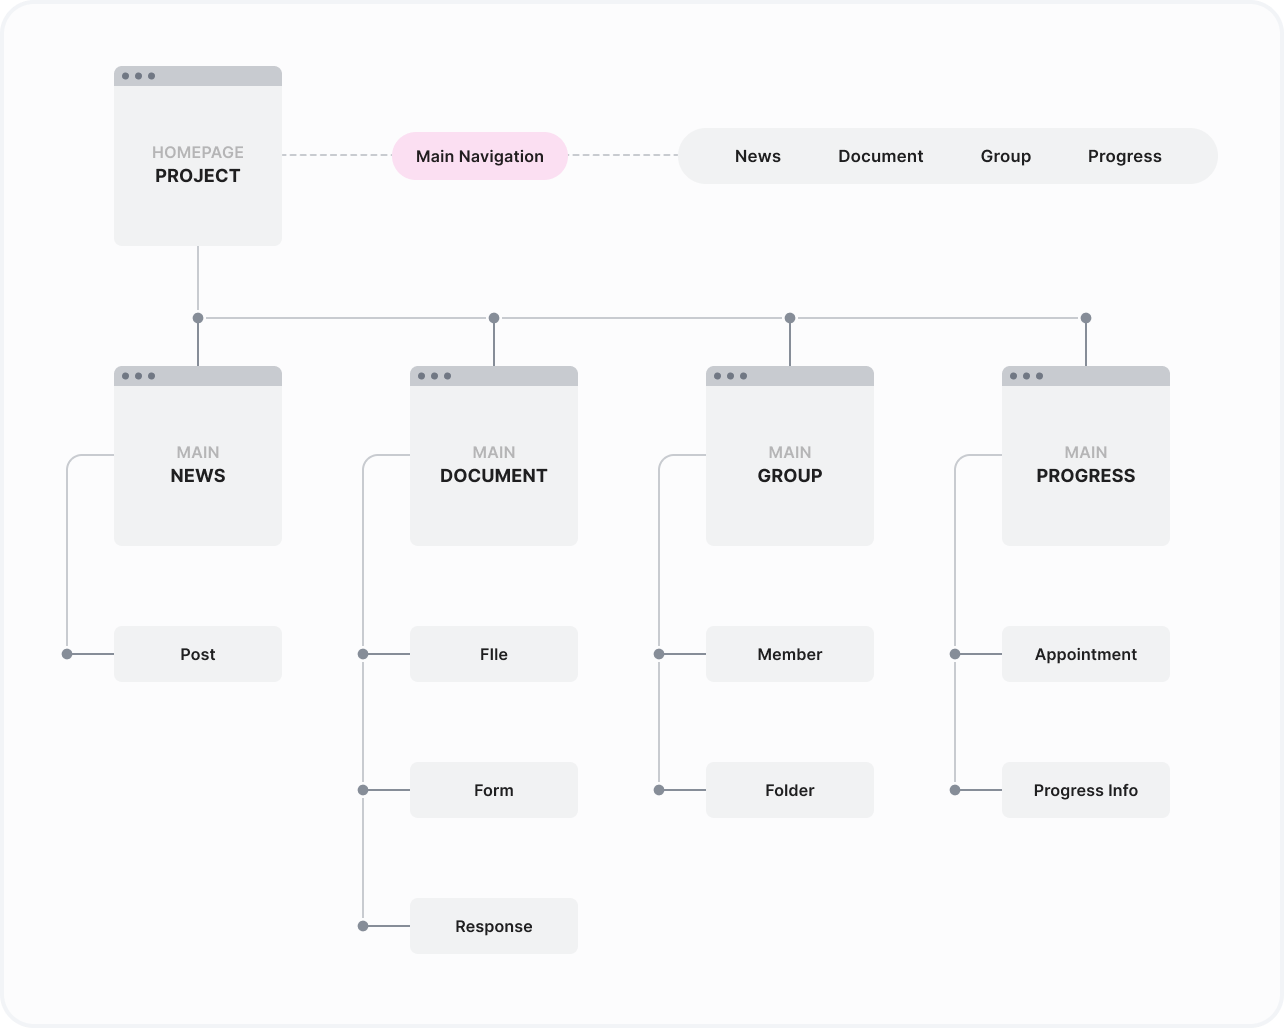 HOMEPAGE
PROJECT
Main Navigation
News Document Group Progress
MAIN
NEWS
MAIN
DOCUMENT
MAIN
GROUP
MAIN
PROGRESS
Post
FIle
Member
Appointment
Form
Folder
Progress Info
Response